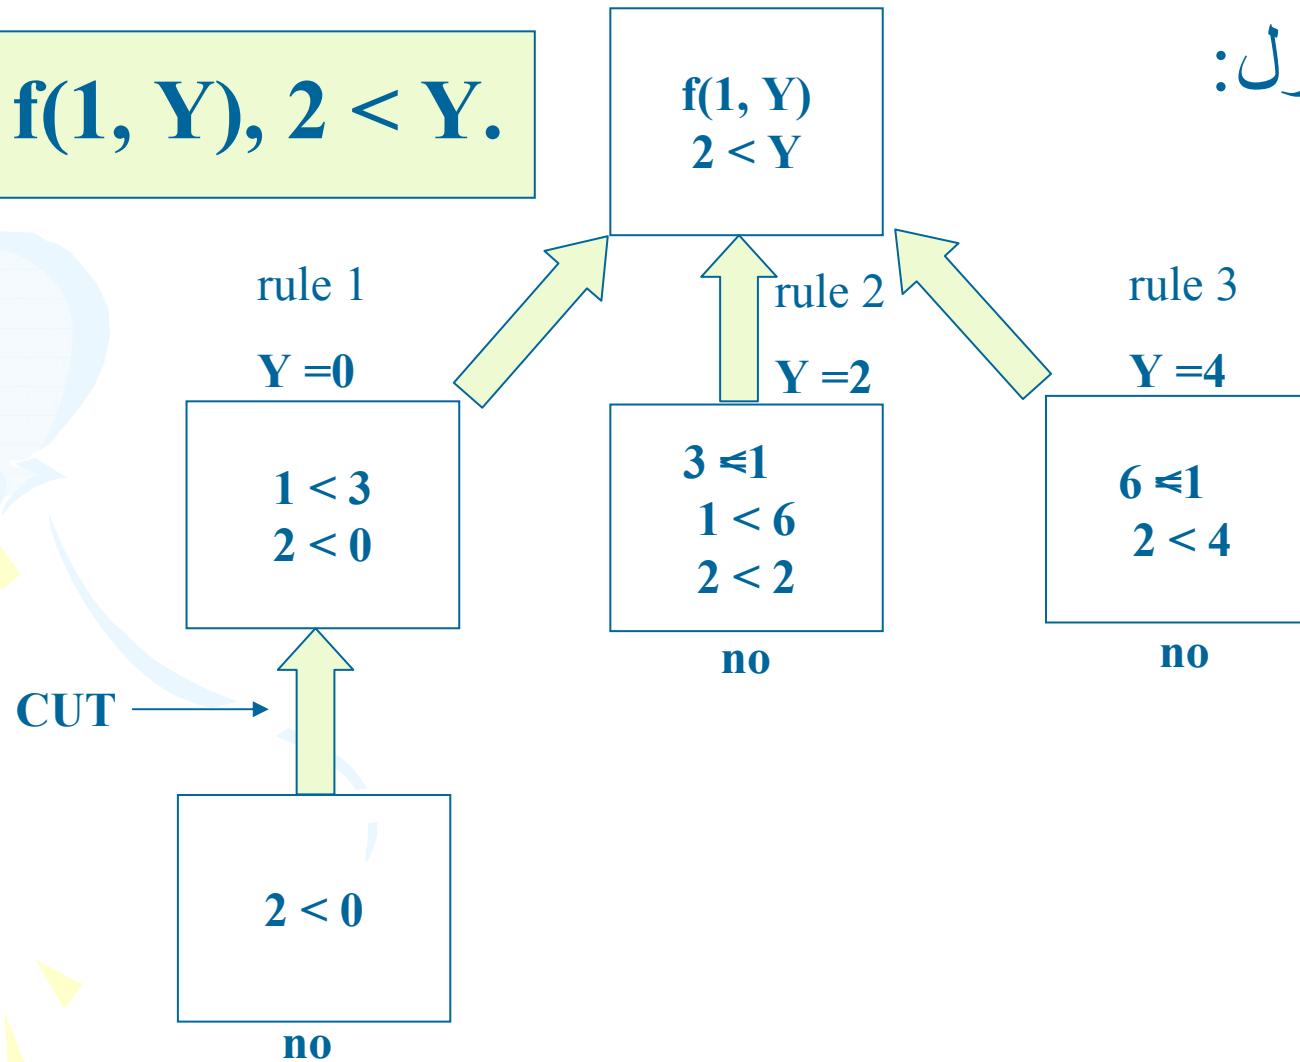 f(1, Y), 2 < Y.
f(1, Y)
2 < Y
rule 1
Y =0
rule 2
Y =2
rule 3
Y =4
1 < 3
2 < 0
3 =<1
1 < 6
2 < 2
no
6 =<1
2 < 4
no
CUT
2 < 0
no